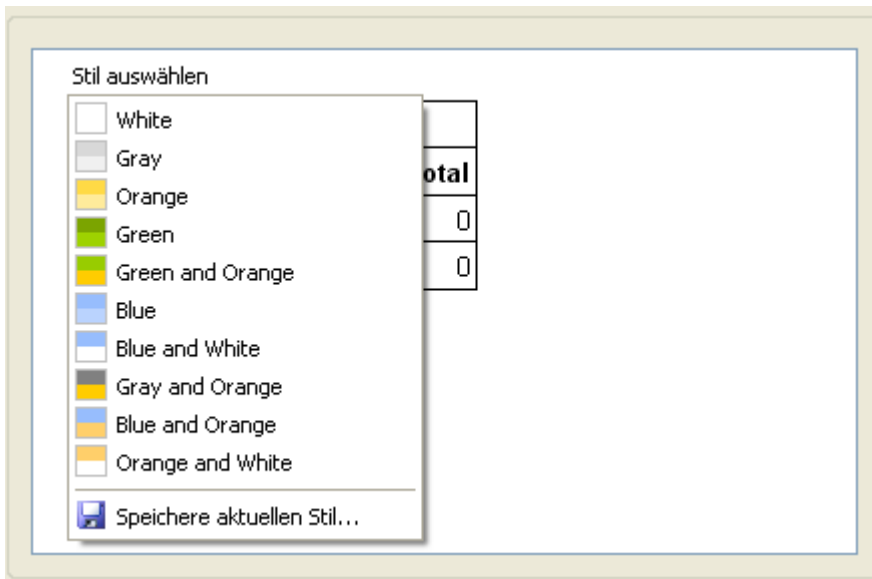 Stil auswählen
White
Gray
otal
Orange
Green
0
Green and Orange
0
Blue
Blue and White
Gray and Orange
Blue and Orange
Orange and White
Speichere aktuellen Stil...